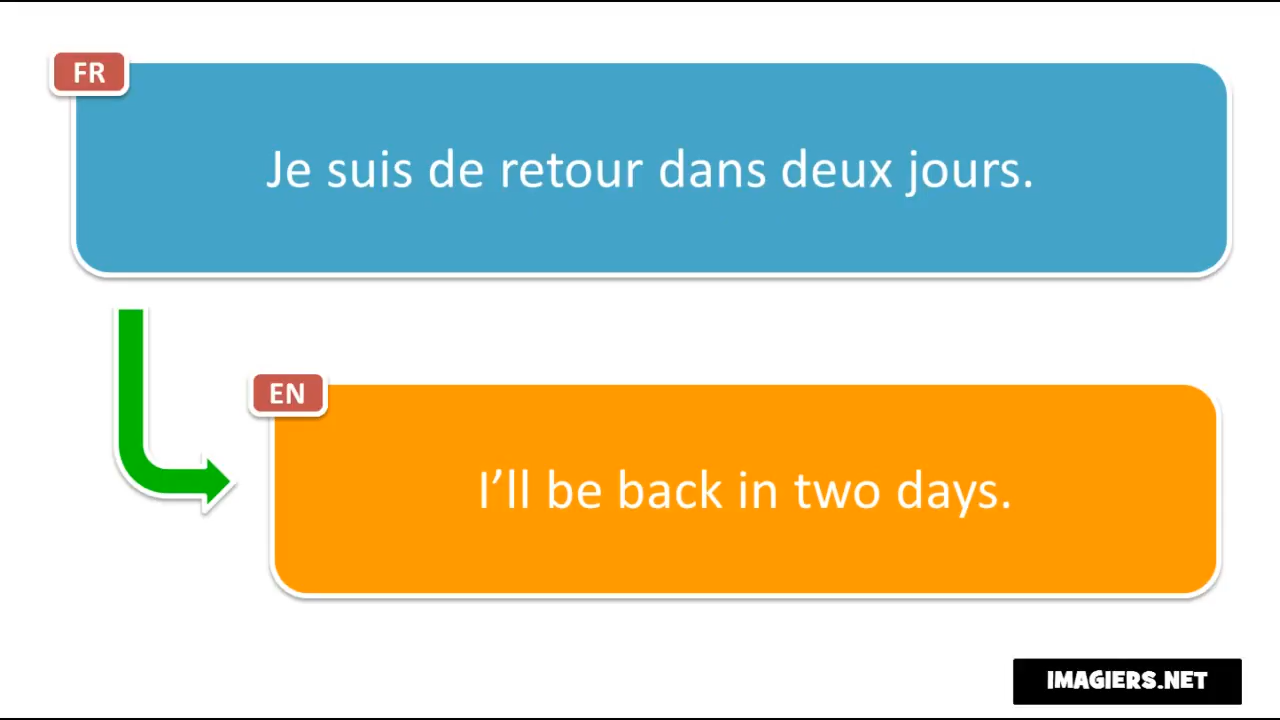 FR
Je suis de retour dans deux jours.
EN
I’ll be back in two days.
IMAGIERS.NET